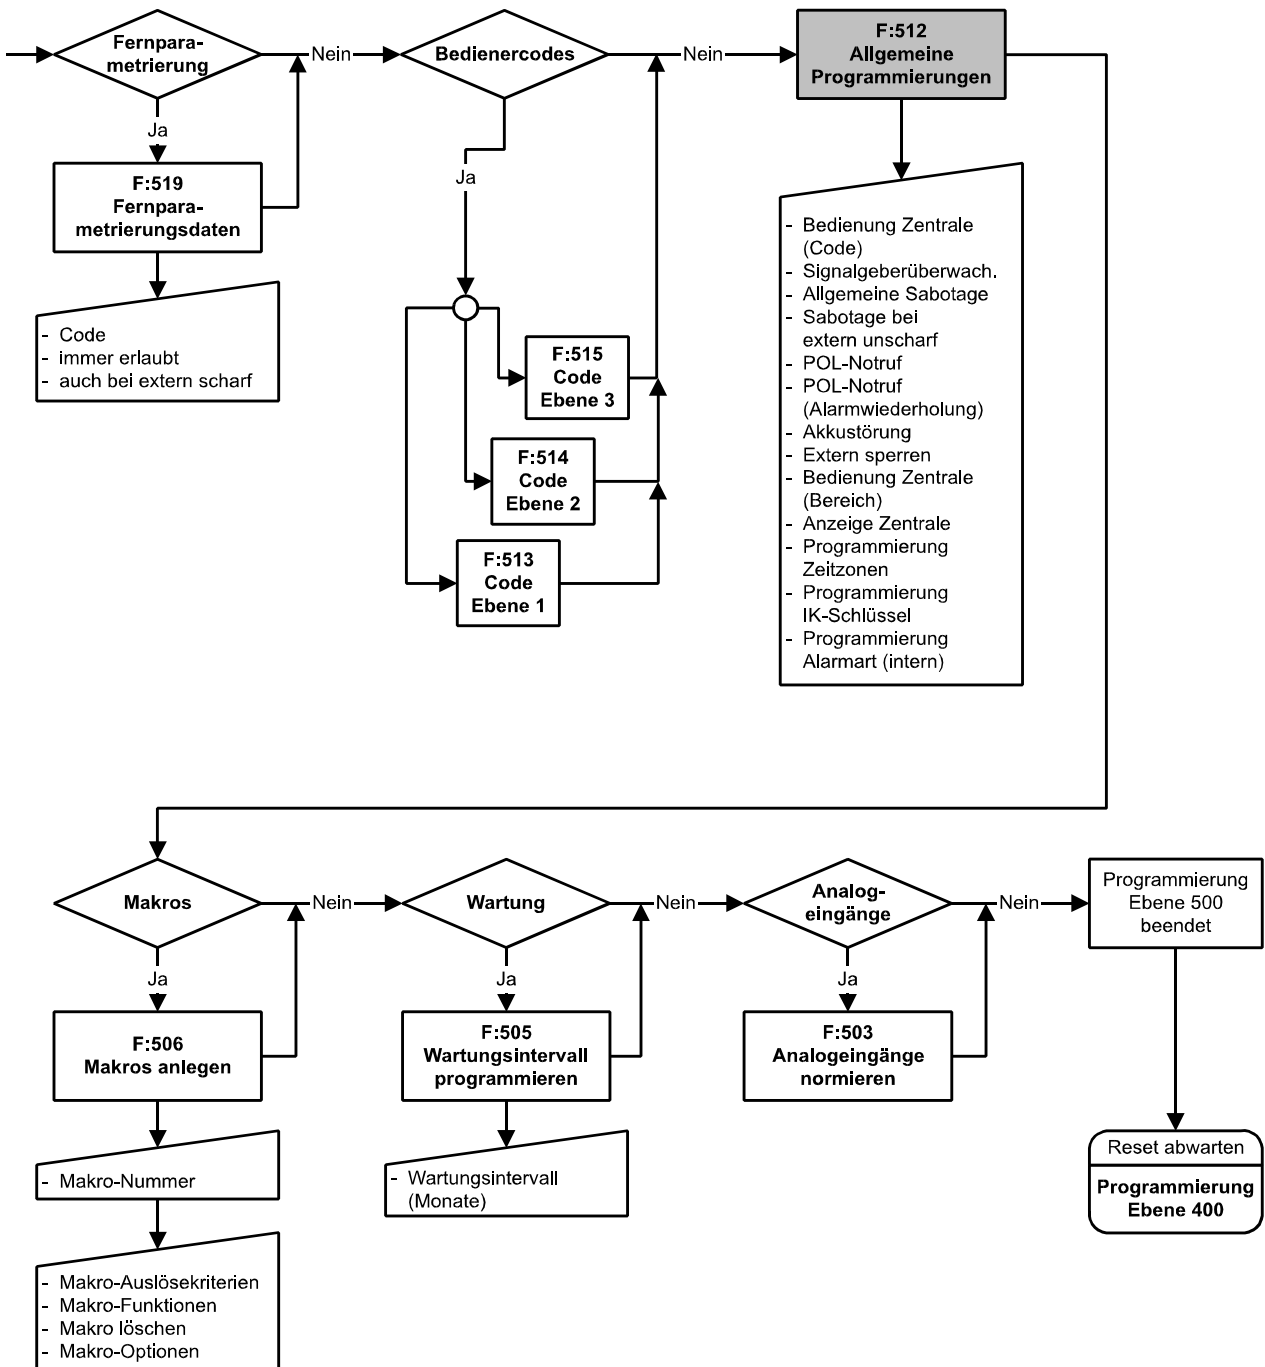 Fernpara-
metrierung
Nein
Ja
F:519
Fernpara-
metrierungsdaten
- Code
- immer erlaubt
- auch bei extern scharf
Bedienercodes
Nein
Ja
F:515
Code
Ebene 3
F:514
Code
Ebene 2
F:513
Code
Ebene 1
F:512
Allgemeine
Programmierungen
- Bedienung Zentrale
(Code)
- Signalgeberüberwach.
- Allgemeine Sabotage
- Sabotage bei
extern unscharf
- POL-Notruf
- POL-Notruf
(Alarmwiederholung)
- Akkustörung
- Extern sperren
- Bedienung Zentrale
(Bereich)
- Anzeige Zentrale
- Programmierung
Zeitzonen
- Programmierung
IK-Schlüssel
- Programmierung
Alarmart (intern)
Makros
Nein
Ja
F:506
Makros anlegen
- Makro-Nummer
- Makro-Auslösekriterien
- Makro-Funktionen
- Makro löschen
- Makro-Optionen
Wartung
Nein
Ja
F:505
Wartungsintervall
programmieren
- Wartungsintervall
(Monate)
Analog-
eingänge
Nein
Ja
F:503
Analogeingänge
normieren
Programmierung
Ebene 500
beendet
Reset abwarten
Programmierung
Ebene 400